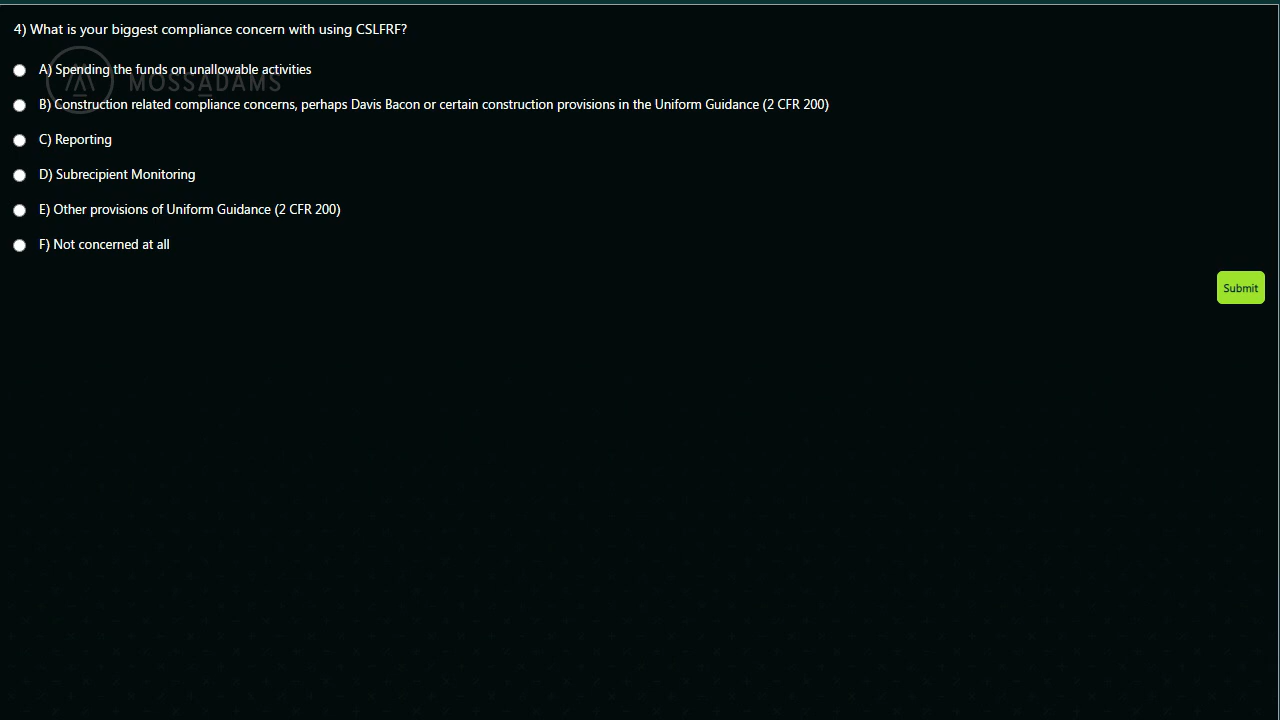 4) What is your biggest compliance concern with using CSLFRF?
A) Spending the funds on unallowable activities
MOSSADAMS
B) Construction related compliance concerns, perhaps Davis Bacon or certain construction provisions in the Uniform Guidance (2 CFR 200)
C) Reporting
D) Subrecipient Monitoring
E) Other provisions of Uniform Guidance (2 CFR 200)
F) Not concerned at all
Submit